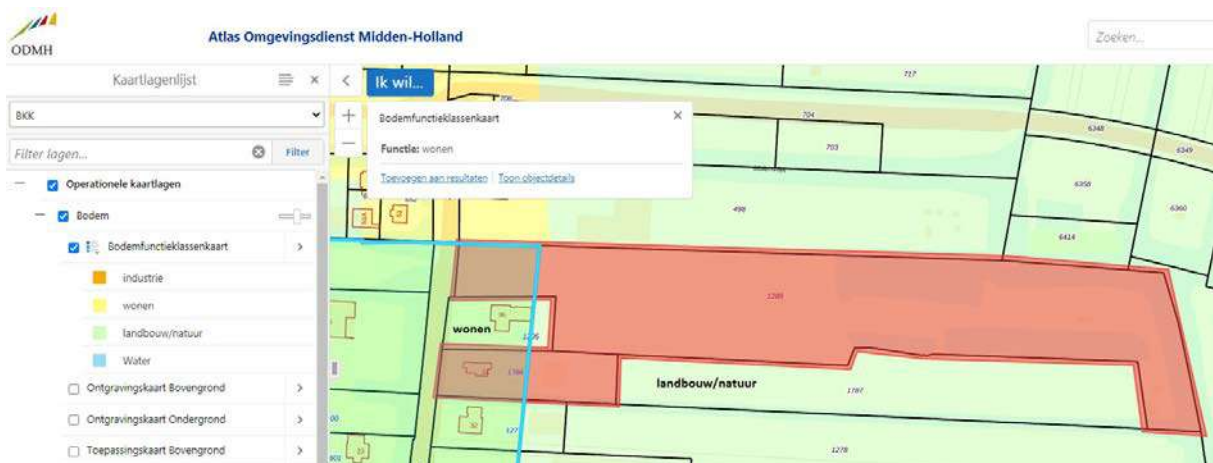 ODMH
Atlas Omgevingsdienst Midden-Holland
Zoeken...
Kaartlagenlijst
Ik wil...
BKK
Filter lagen...
Filter
Operationele kaartlagen
Bodem
Bodemfunctieklassenkaart
industrie
wonen
landbouw/natuur
Water
Ontgravingskaart Bovengrond
Ontgravingskaart Ondergrond
Toepassingskaart Bovengrond
Bodemfunctieklassenkaart
Functie: wonen
Toevoegen aan resultaten
Toon objectdetails
717
704
703
6348
6349
6358
6360
498
6414
wonen
landbouw/natuur
1787
1278